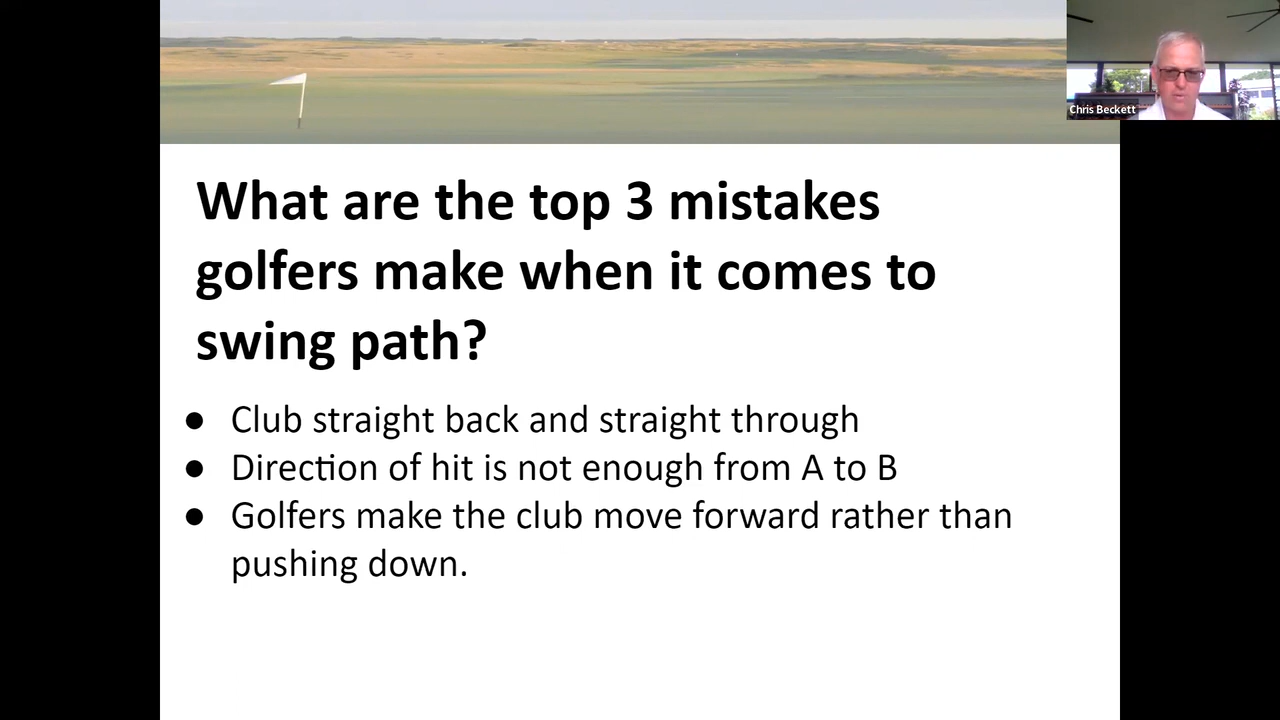 Chris Beckett
What are the top 3 mistakes
golfers make when it comes to
swing path?
● Club straight back and straight through
● Direction of hit is not enough from A to B
● Golfers make the club move forward rather than
pushing down.